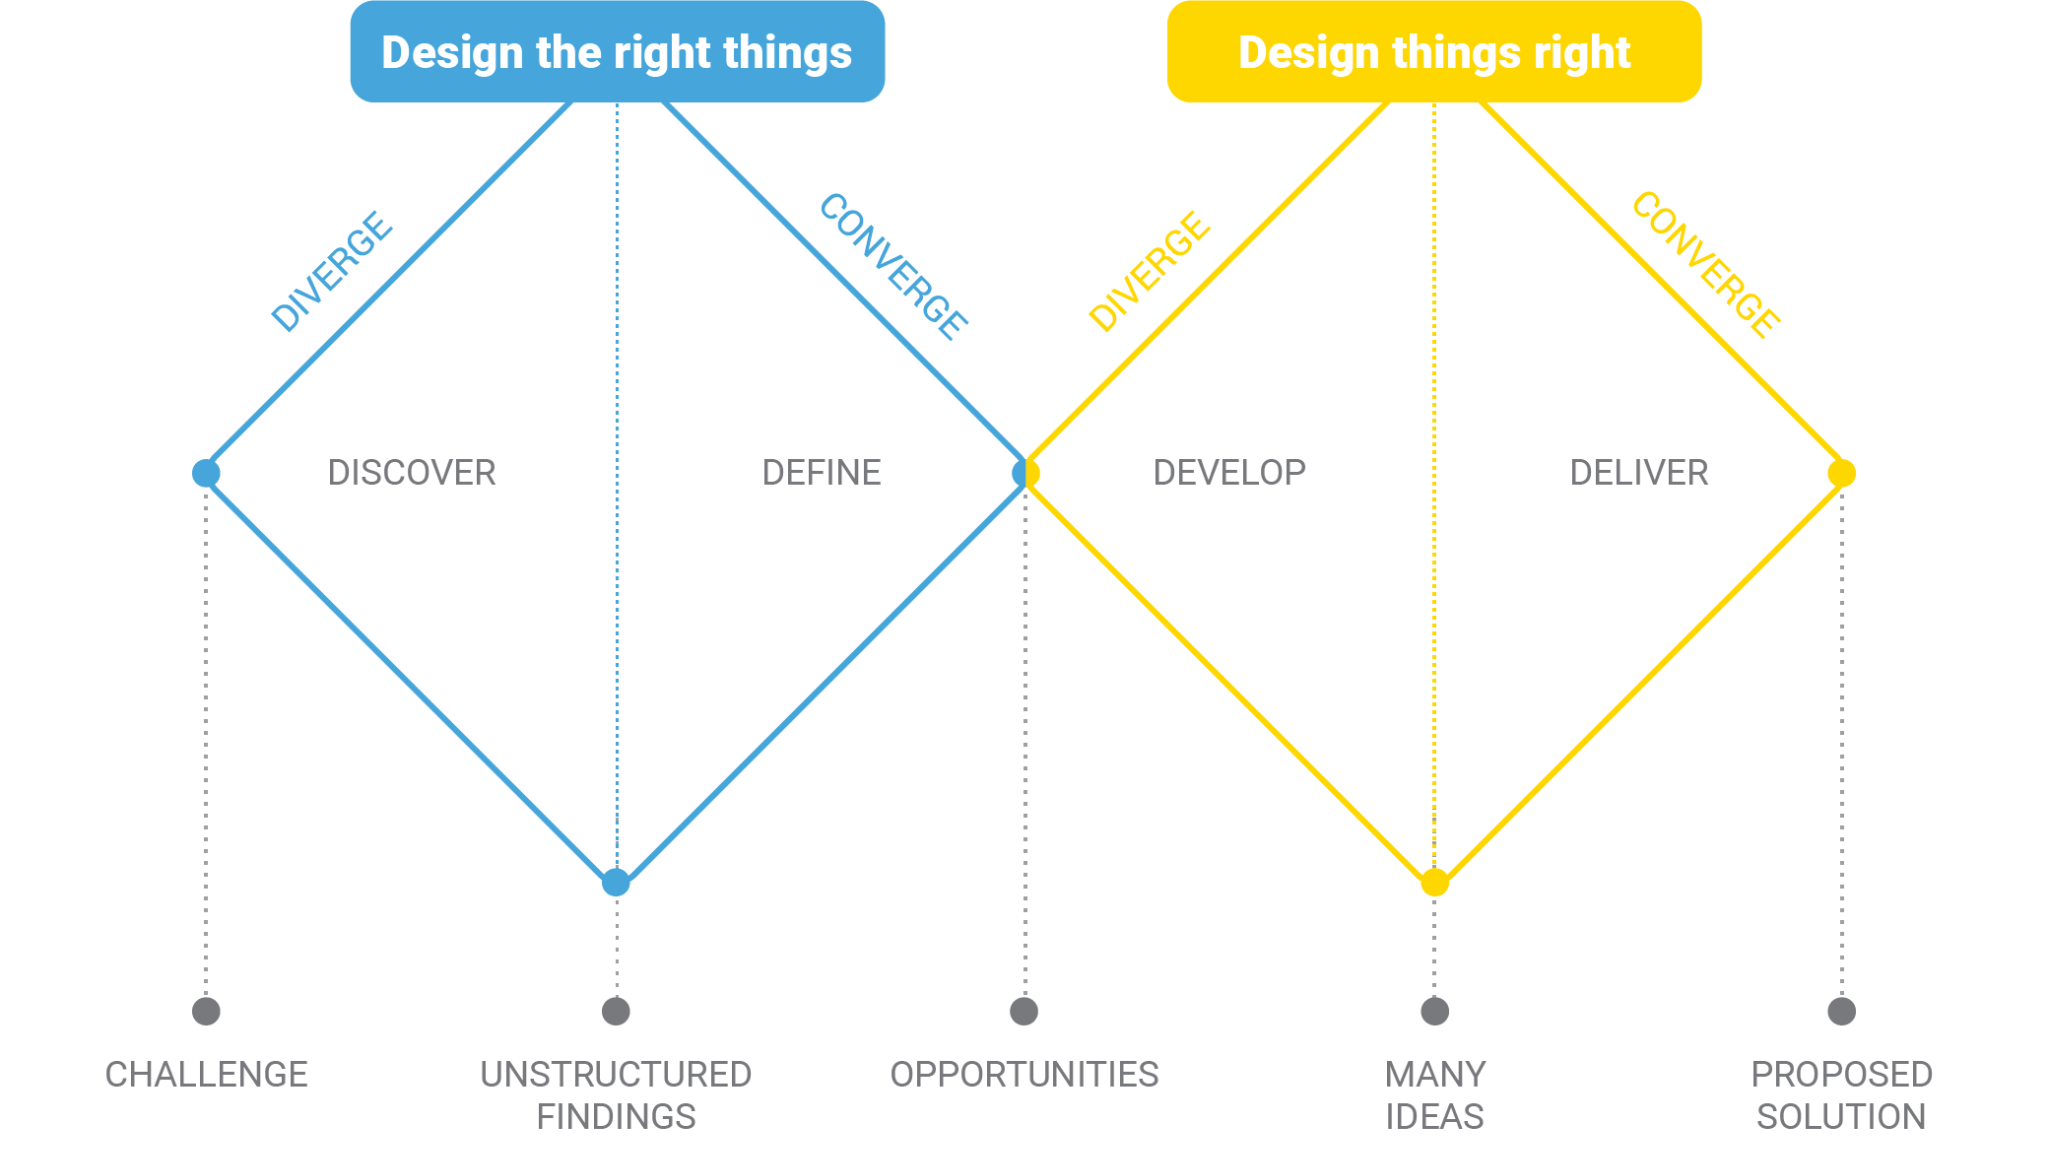 Design the right things
Design things right
DIVERGE
CONVERGE
DIVERGE
CONVERGE
DISCOVER
DEFINE
DEVELOP
DELIVER
CHALLENGE
UNSTRUCTURED
FINDINGS
OPPORTUNITIES
MANY
IDEAS
PROPOSED
SOLUTION